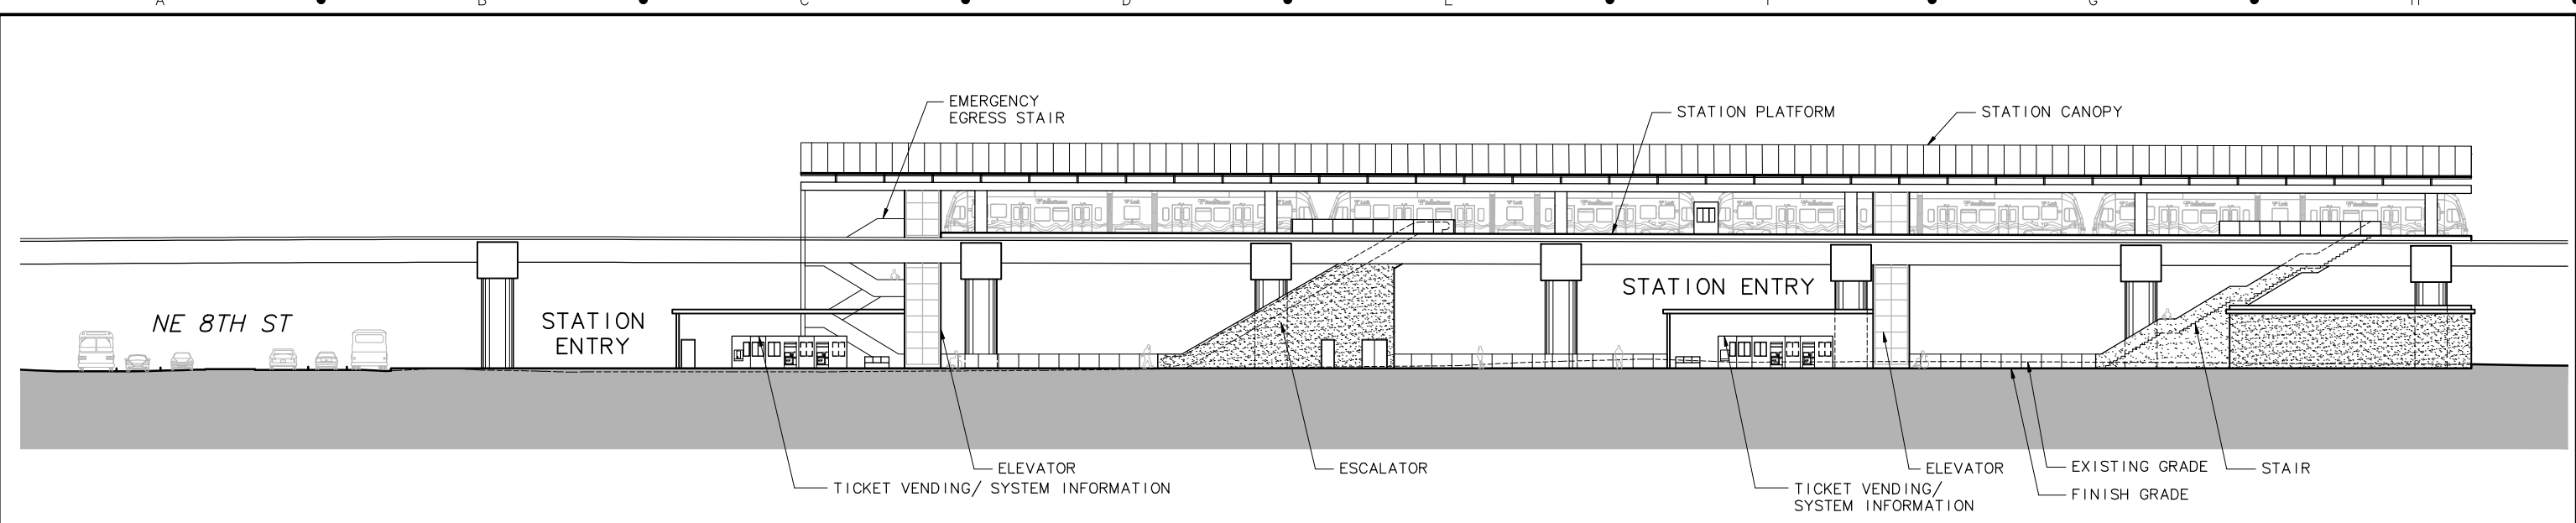 A B C D E F G H
EMERGENCY
EGRESS STAIR
STATION PLATFORM
STATION CANOPY
STATION ENTRY
NE 8TH ST
STATION
ENTRY
ELEVATOR
TICKET VENDING/ SYSTEM INFORMATION
ESCALATOR
ELEVATOR
TICKET VENDING/
SYSTEM INFORMATION
EXISTING GRADE
FINISH GRADE
STAIR